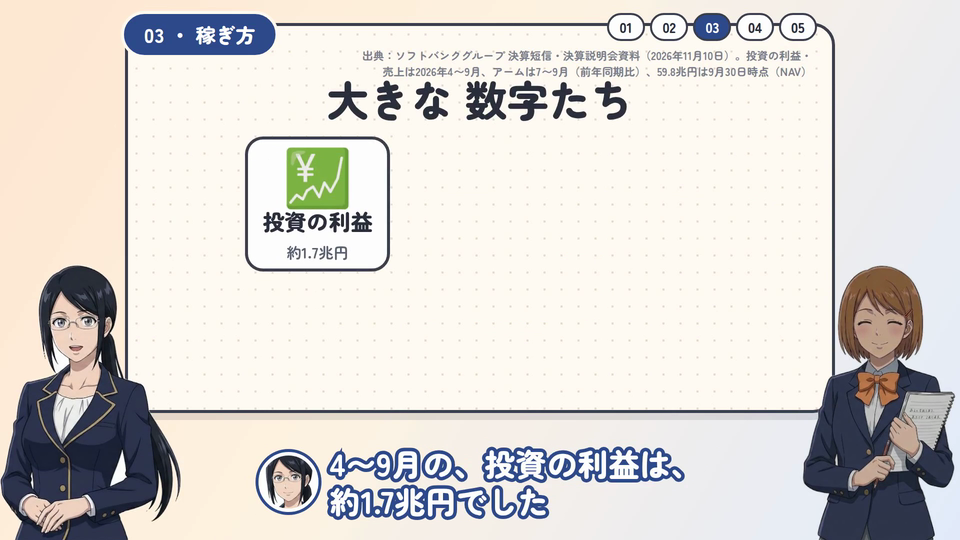 03 ・ 稼ぎ方
01 02 03 04 05
出典：ソフトバンクグループ 決算短信・決算説明会資料（2026年11月10日）。投資の利益・
売上は2026年4〜9月、アームは7〜9月（前年同期比）、59.8兆円は9月30日時点（NAV）
大きな 数字たち
¥
投資の利益
約1.7兆円
4〜9月の、投資の利益は、
約1.7兆円でした